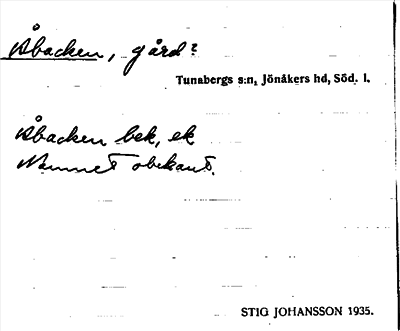 Åbacken, gård?
Tunabergs s:n, Jönåkers hd, Söd. l.
Åbacken bek, ek
Namnet obekant.
STIG JOHANSSON 1935.